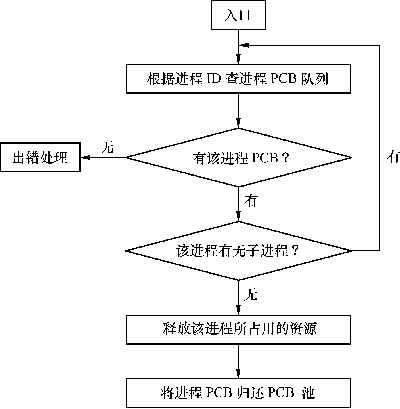 入口
根据进程 ID 查进程 PCB 队列
无
有该进程 PCB？
出错处理
有
有
该进程有无子进程？
无
释放该进程所占用的资源
将进程 PCB 归还 PCB 池